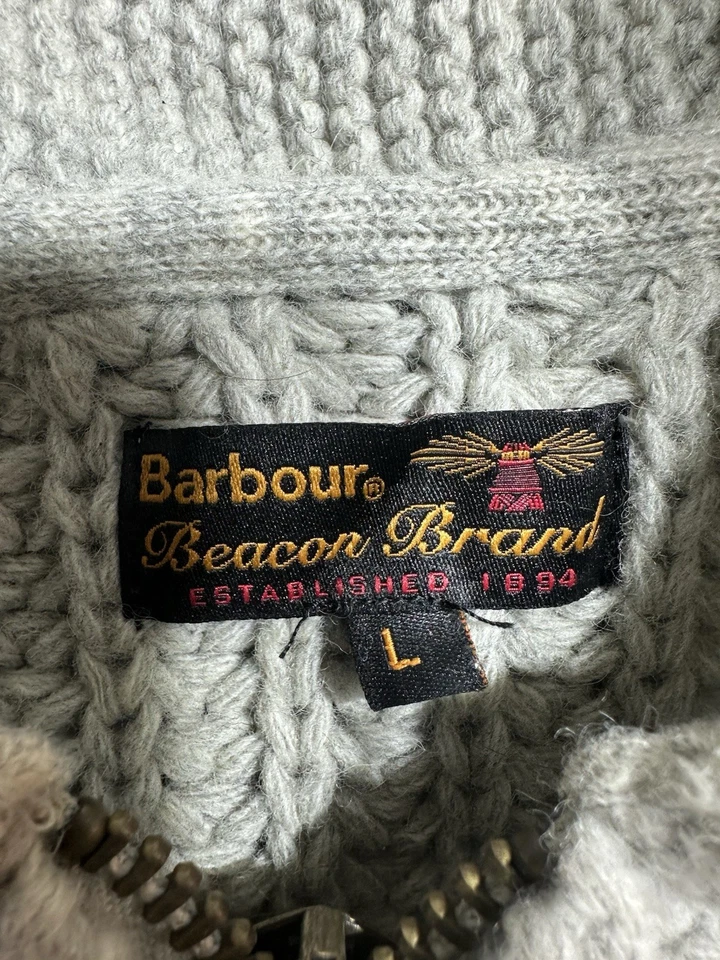 Barbour®
Beacon Brand
ESTABLISHED 1894
L